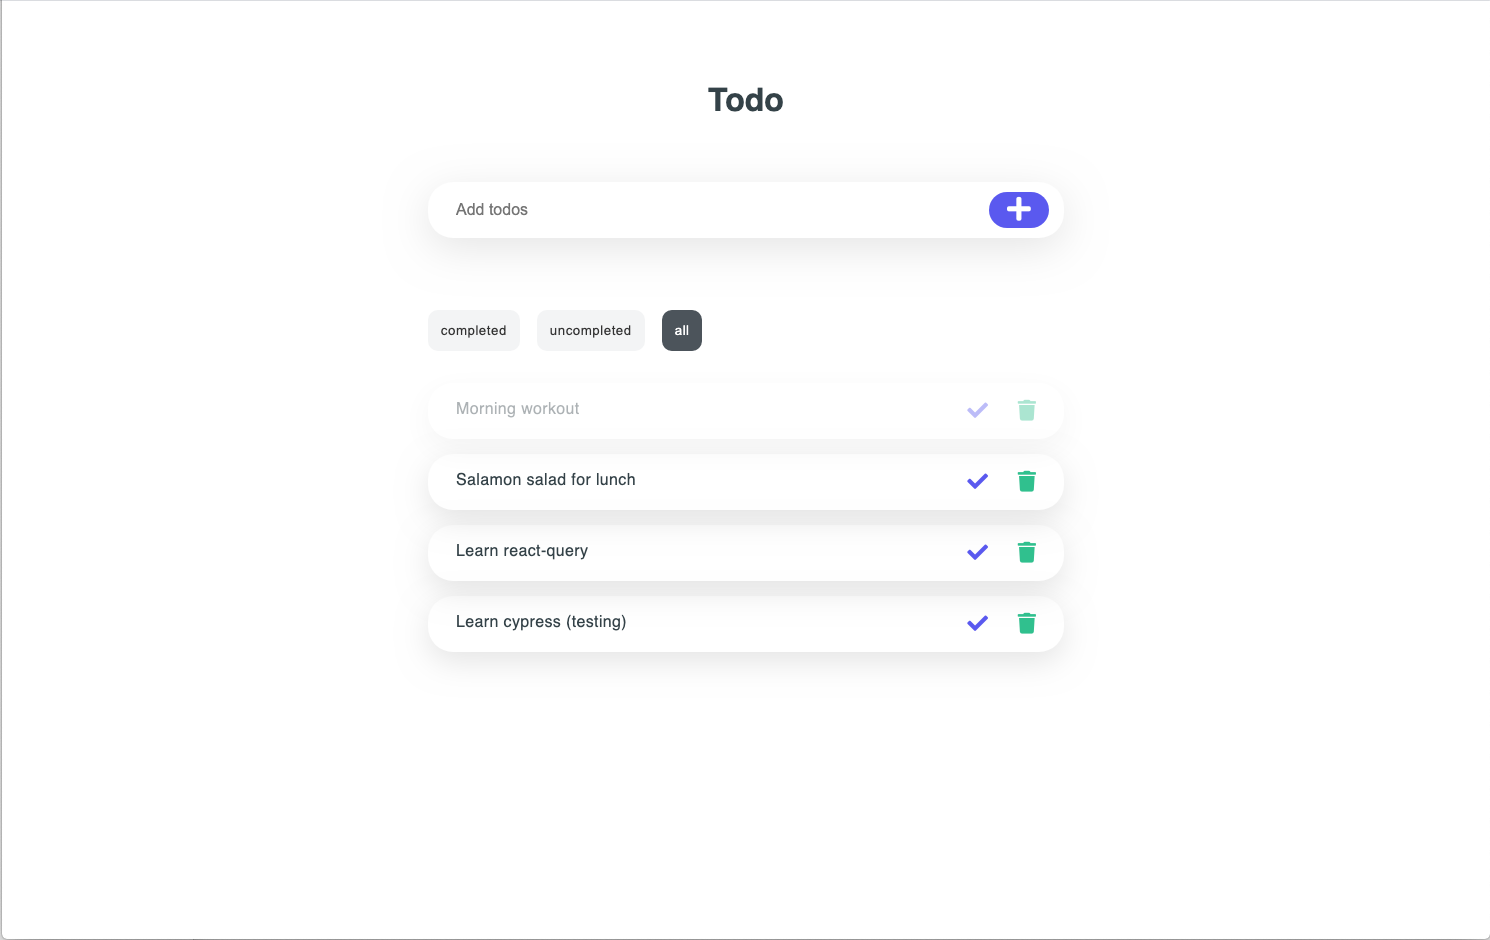 Todo
Add todos
completed uncompleted all
Morning workout
Salamon salad for lunch
Learn react-query
Learn cypress (testing)